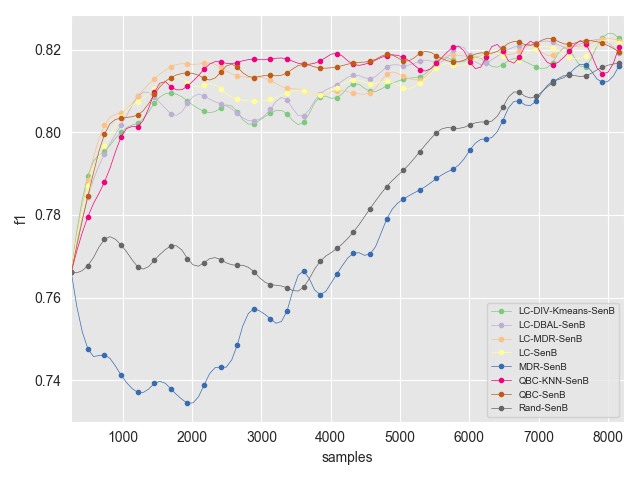 0.82
0.80
0.78
0.76
0.74
f1
1000 2000 3000 4000 5000 6000 7000 8000
samples
LC-DIV-Kmeans-SenB
LC-DBAL-SenB
LC-MDR-SenB
LC-SenB
MDR-SenB
QBC-KNN-SenB
QBC-SenB
Rand-SenB